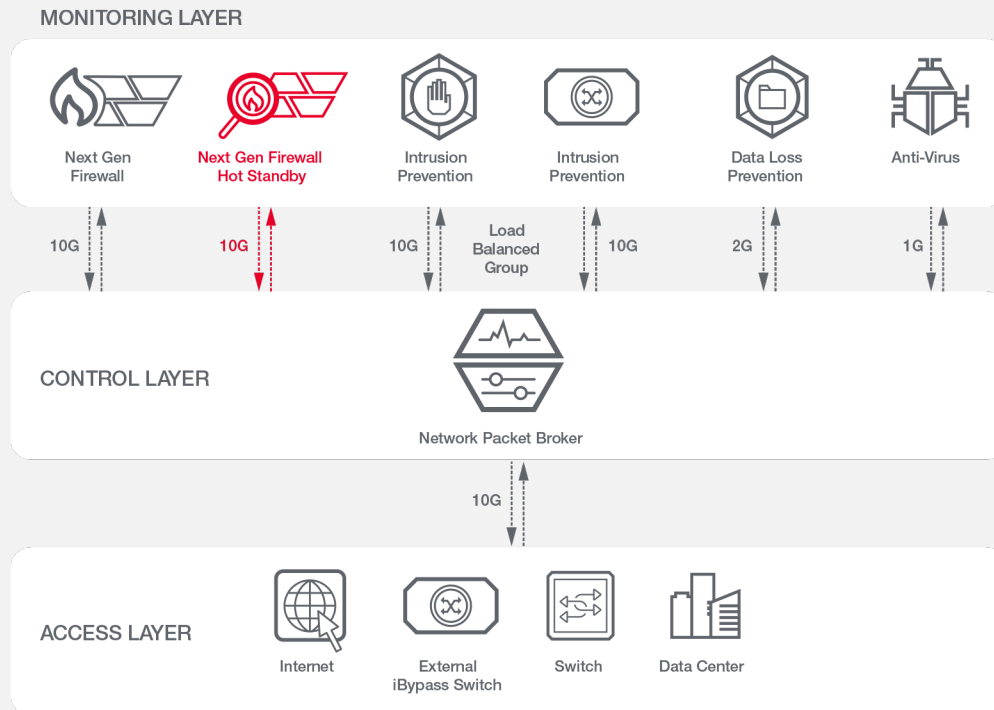 MONITORING LAYER
Next Gen
Firewall
Next Gen Firewall
Hot Standby
Intrusion
Prevention
Intrusion
Prevention
Data Loss
Prevention
Anti-Virus
10G
10G
10G
Load
Balanced
Group
10G
2G
1G
CONTROL LAYER
Network Packet Broker
10G
ACCESS LAYER
Internet
External
iBypass Switch
Switch
Data Center